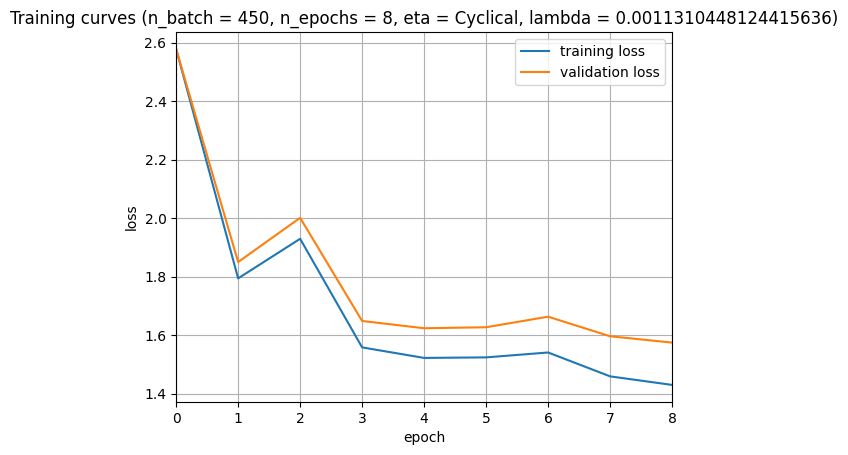 Training curves (n_batch = 450, n_epochs = 8, eta = Cyclical, lambda = 0.0011310448124415636)
2.6
2.4
2.2
2.0
1.8
1.6
1.4
loss
training loss
validation loss
0 1 2 3 4 5 6 7 8
epoch